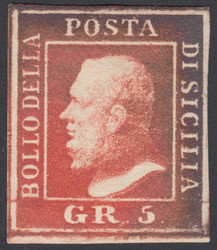 BOLLO DELLA
POSTA
DI SICILIA
GR. 5